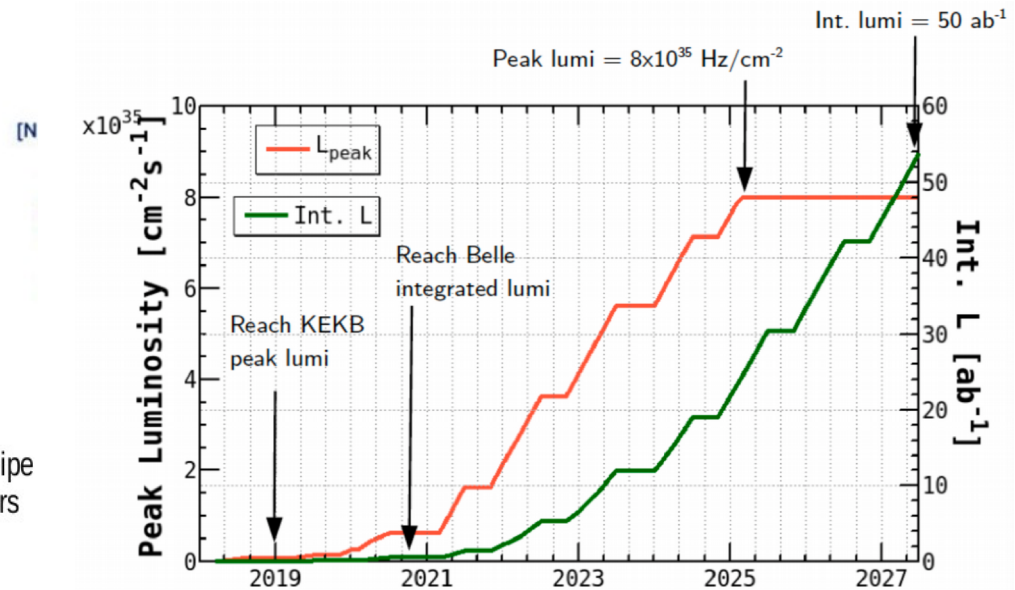 Int. lumi = 50 ab⁻¹
Peak lumi = 8x10³⁵ Hz/cm⁻²
[N
x10³⁵
10
60
L_peak
8
50
Int. L
Reach Belle
integrated lumi
6
40
Reach KEKB
peak lumi
30
4
20
ipe
2
10
rs
0
0
2019
2021
2023
2025
2027
Peak Luminosity [cm⁻²s⁻¹]
Int. L [ab⁻¹]